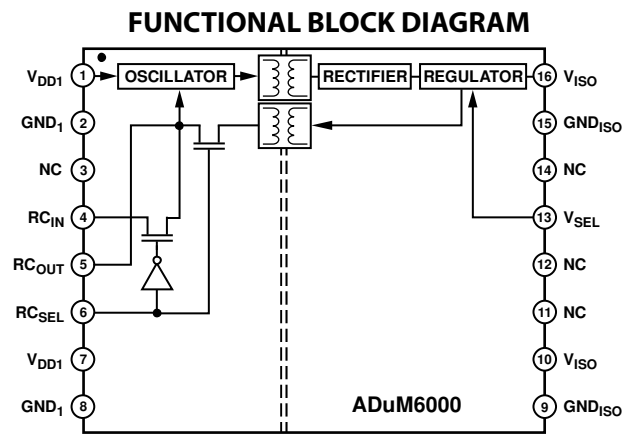 FUNCTIONAL BLOCK DIAGRAM
VDD1 1 OSCILLATOR RECTIFIER REGULATOR 16 VISO
GND1 2 15 GNDISO
NC 3 14 NC
RCIN 4 13 VSEL
RCOUT 5 12 NC
RCSEL 6 11 NC
VDD1 7 10 VISO
GND1 8 ADuM6000 9 GNDISO